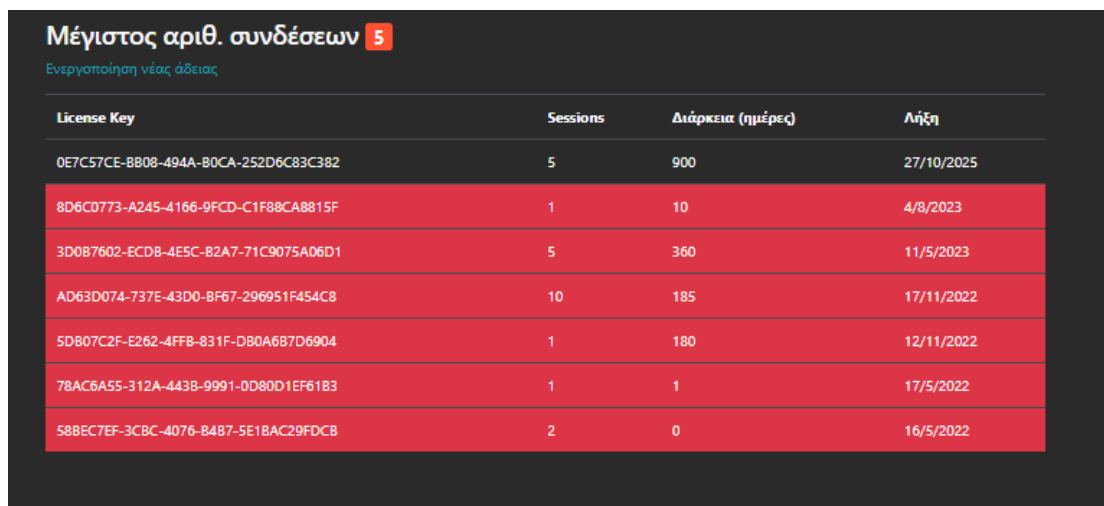 Μέγιστος αριθ. συνδέσεων 5
Ενεργοποίηση νέας άδειας
License Key Sessions Διάρκεια (ημέρες) Λήξη
0E7C57CE-BB08-494A-B0CA-252D6C83C382 5 900 27/10/2025
8D6C0773-A245-4166-9FCD-C1F88CA8815F 1 10 4/8/2023
3D0B7602-ECDB-4E5C-B2A7-71C9075A06D1 5 360 11/5/2023
AD63D074-737E-43D0-BF67-296951F454C8 10 185 17/11/2022
5DB07C2F-E262-4FFB-831F-DB0A6B7D6904 1 180 12/11/2022
78AC6A55-312A-443B-9991-0D80D1EF61B3 1 1 17/5/2022
58BEC7EF-3CBC-4076-B4B7-5E1BAC29FDCB 2 0 16/5/2022